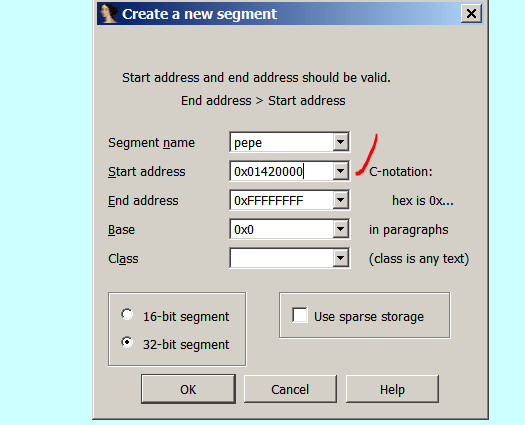 Create a new segment
Start address and end address should be valid.
End address > Start address
Segment name pepe
Start address 0x01420000 C-notation:
End address 0xFFFFFFFF hex is 0x...
Base 0x0 in paragraphs
Class (class is any text)
16-bit segment Use sparse storage
32-bit segment
OK Cancel Help